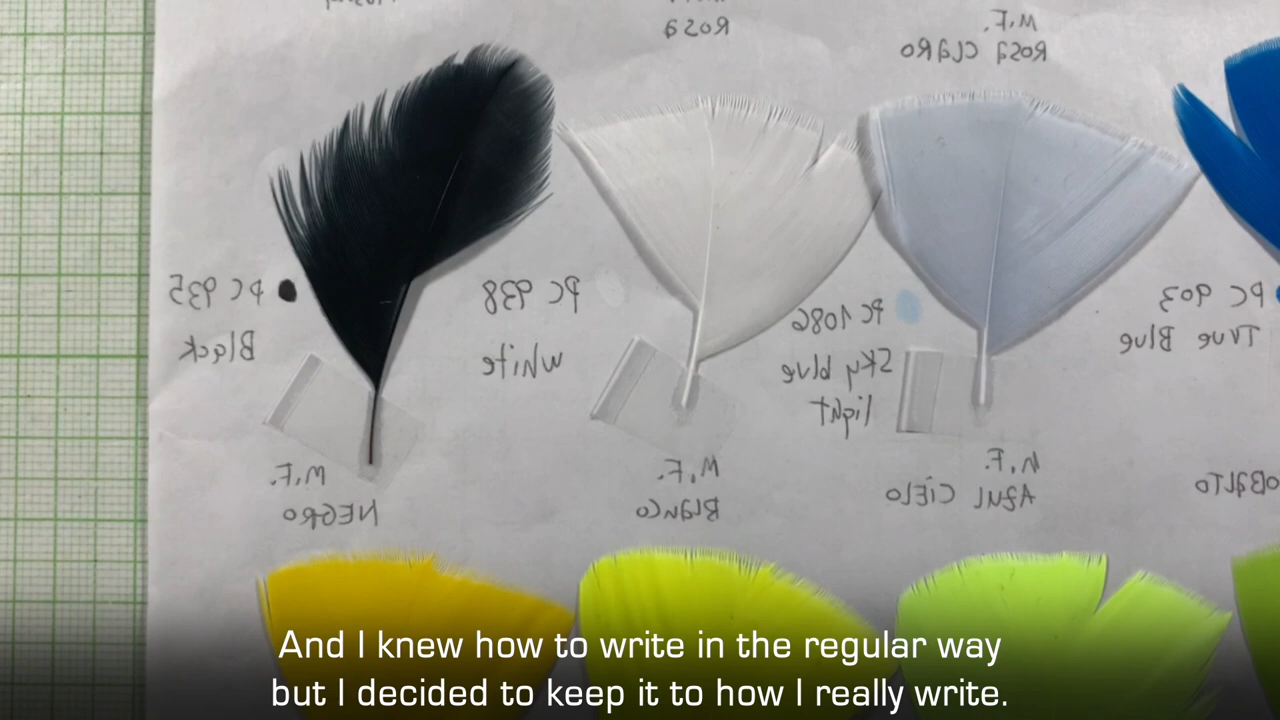 ROSA
M.F.
ROSA CLARO
PC 935
Black
PC 938
White
PC 1086
Sky blue
light
PC 903
True Blue
M.F.
NEGRO
M.F.
BLANCO
M.F.
AZUL CIELO
And I knew how to write in the regular way
but I decided to keep it to how I really write.